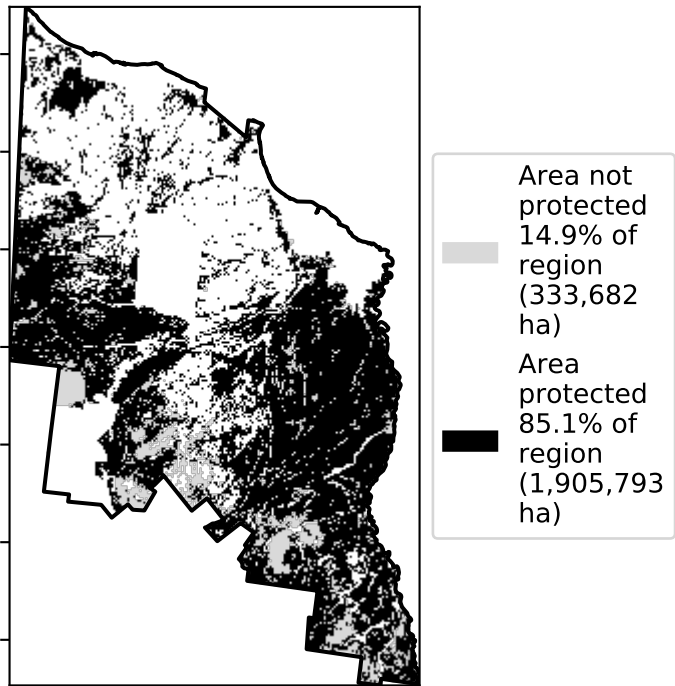 Area not
protected
14.9% of
region
(333,682
ha)
Area
protected
85.1% of
region
(1,905,793
ha)